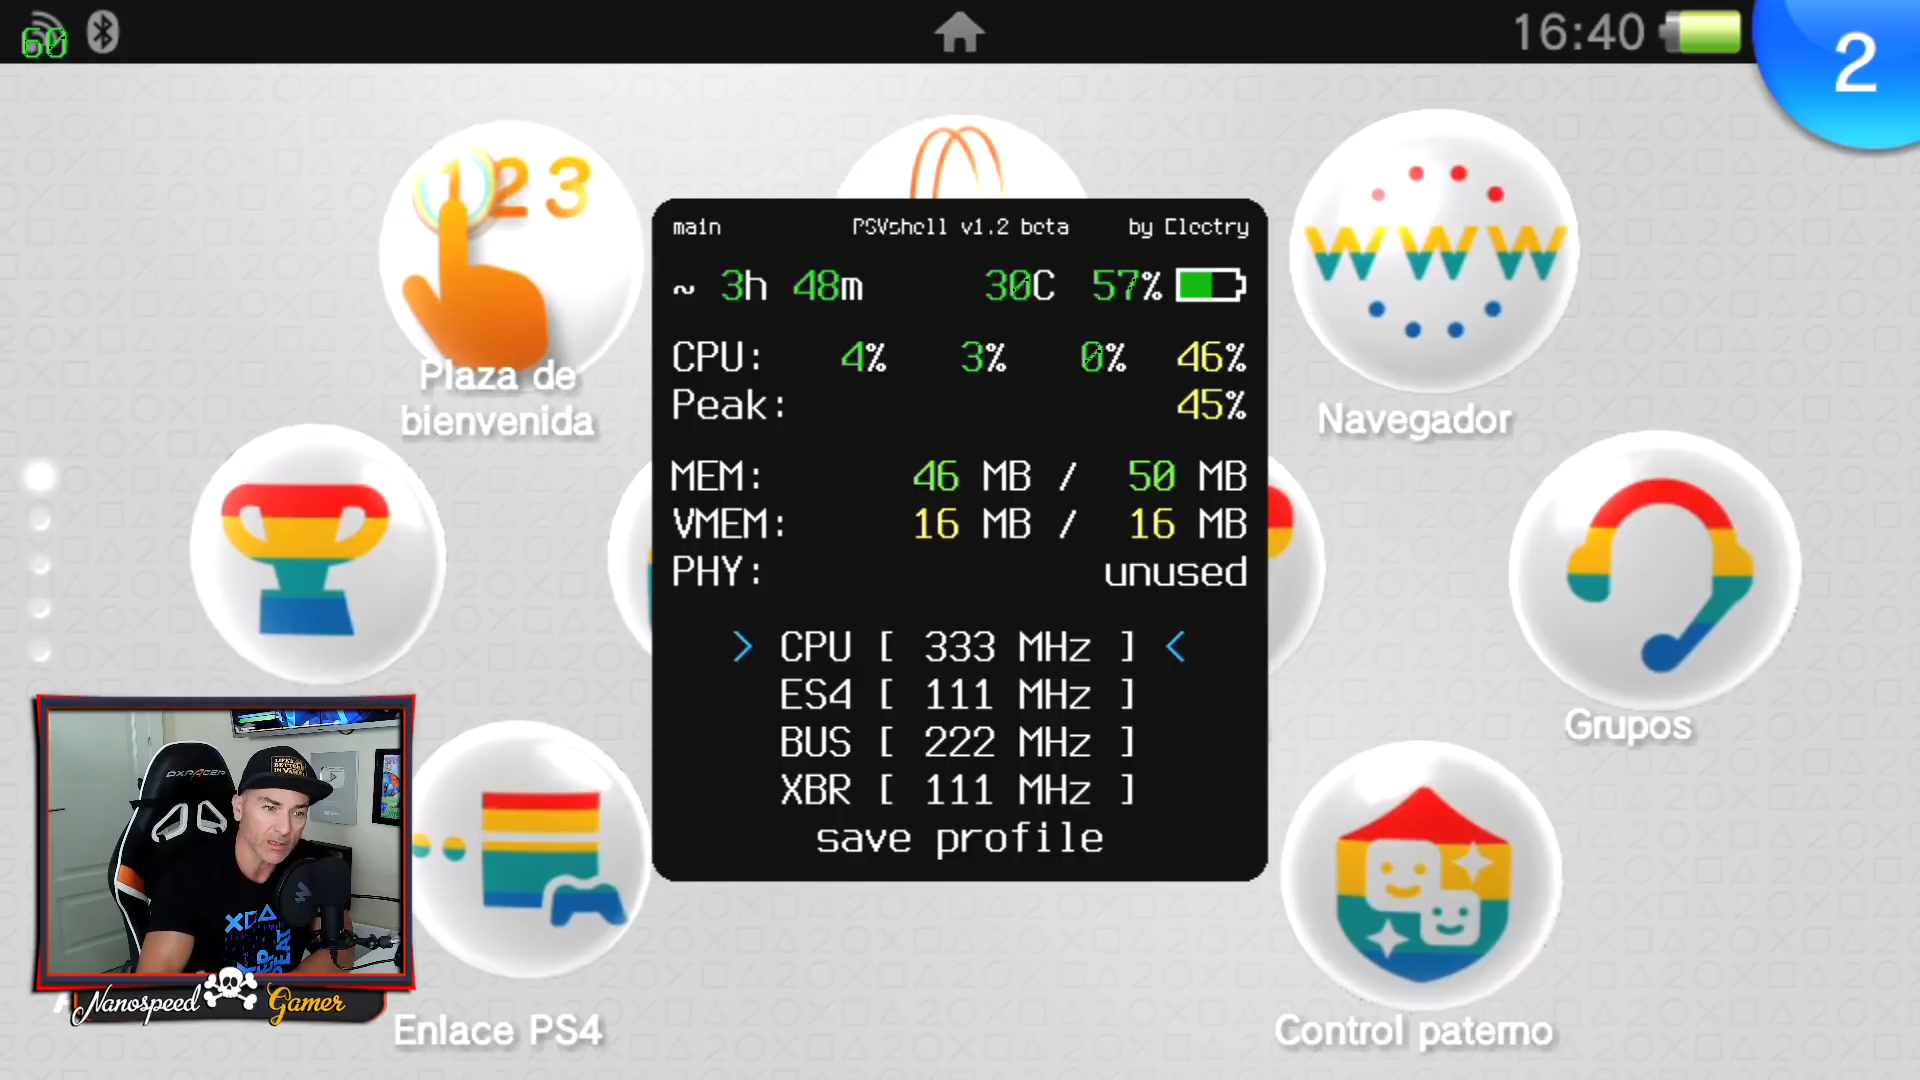 60
16:40
2
123
WWW
main PSVshell v1.2 beta by Electry
~ 3h 48m 30C 57%
CPU: 4% 3% 0% 46%
Peak: 45%
MEM: 46 MB / 50 MB
VMEM: 16 MB / 16 MB
PHY: unused
> CPU [ 333 MHz ] <
ES4 [ 111 MHz ]
BUS [ 222 MHz ]
XBR [ 111 MHz ]
save profile
Plaza de
bienvenida
Navegador
Grupos
DXRACER
Nanospeed Gamer
Enlace PS4
Control paterno